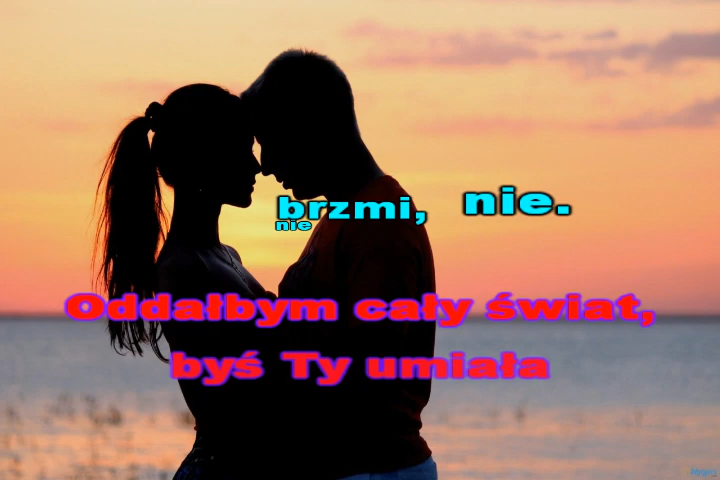 brzmi, nie.
nie
Oddałbym cały świat,
byś Ty umiała